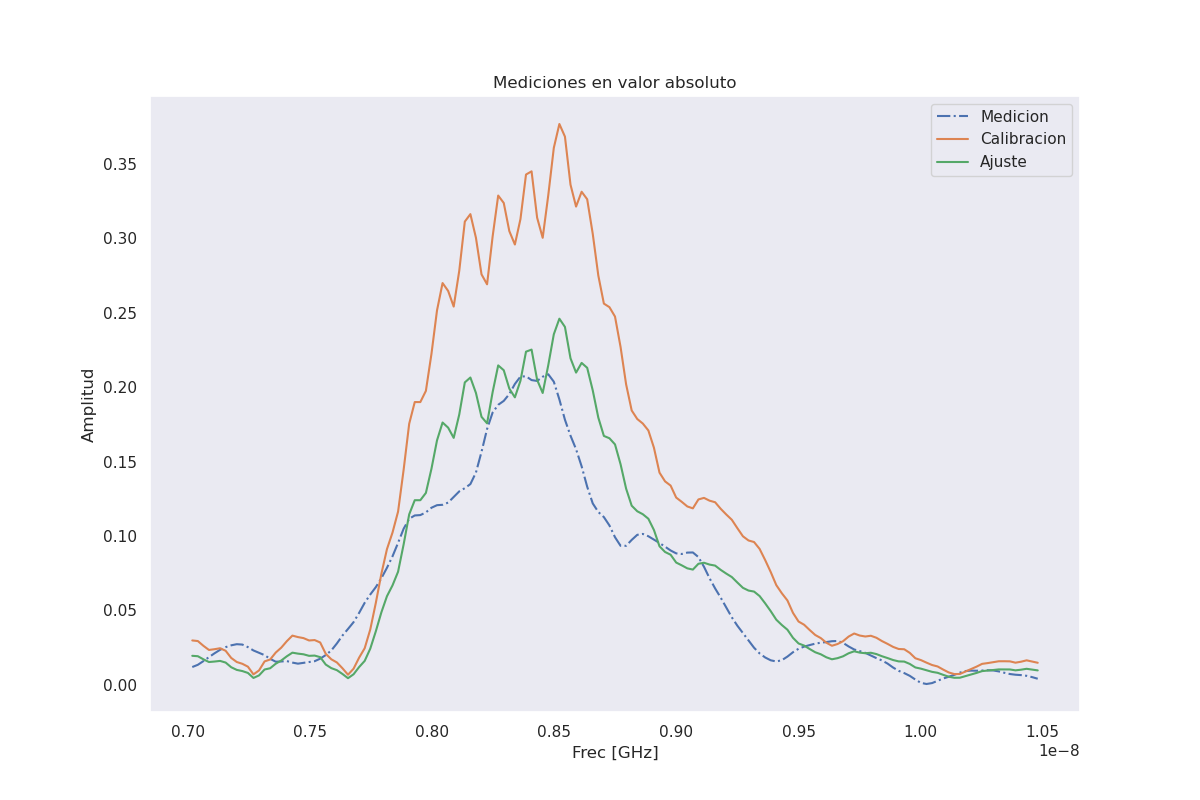 Mediciones en valor absoluto
Medicion
Calibracion
Ajuste
Amplitud
0.35
0.30
0.25
0.20
0.15
0.10
0.05
0.00
0.70 0.75 0.80 0.85 0.90 0.95 1.00 1.05
1e−8
Frec [GHz]